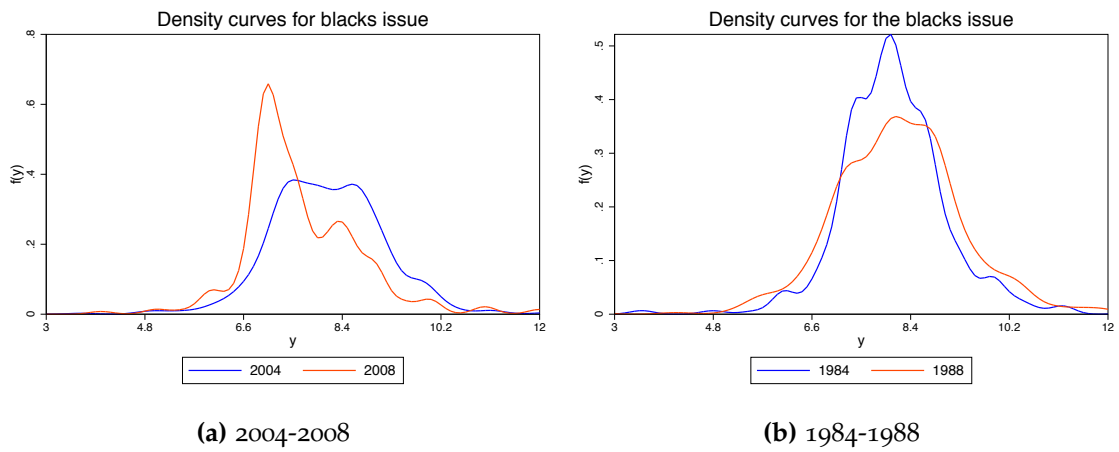 Density curves for blacks issue
.8
.6
.4
.2
0
f(y)
3 4.8 6.6 8.4 10.2 12
y
2004 2008
(a) 2004-2008
Density curves for the blacks issue
.5
.4
.3
.2
.1
0
f(y)
3 4.8 6.6 8.4 10.2 12
y
1984 1988
(b) 1984-1988